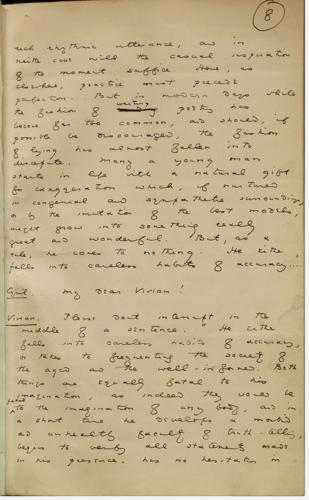 8
rich rhythmic utterance, and in
neither case will the casual inspiration
of the moment suffice. Here, as
elsewhere, practice must precede
perfection. But in modern days while
the fashion of writing poetry has
become far too common, and should, if
possible be discouraged, the fashion
of lying has almost fallen into
disrepute. Many a young man
starts in life with a natural gift
for exaggeration which, if nurtured
in congenial and sympathetic surroundings,
or by the imitation of the best models,
might grow into something really
great and wonderful. But, as a
rule, he comes to nothing. He either
falls into careless habits of accuracy....
Cyril My dear Vivian!
Vivian. Please dont interrupt in the
middle of a sentence. "He either
falls into careless habits of accuracy,
or takes to frequenting the society of
the aged and the well-informed. Both
things are equally fatal to his
imagination, as indeed they would be
fatal to the imagination of any body, and in
a short time he develops a morbid
and unhealthy faculty of truth-telling,
begins to verify all statements made
in his presence, has no hesitation in